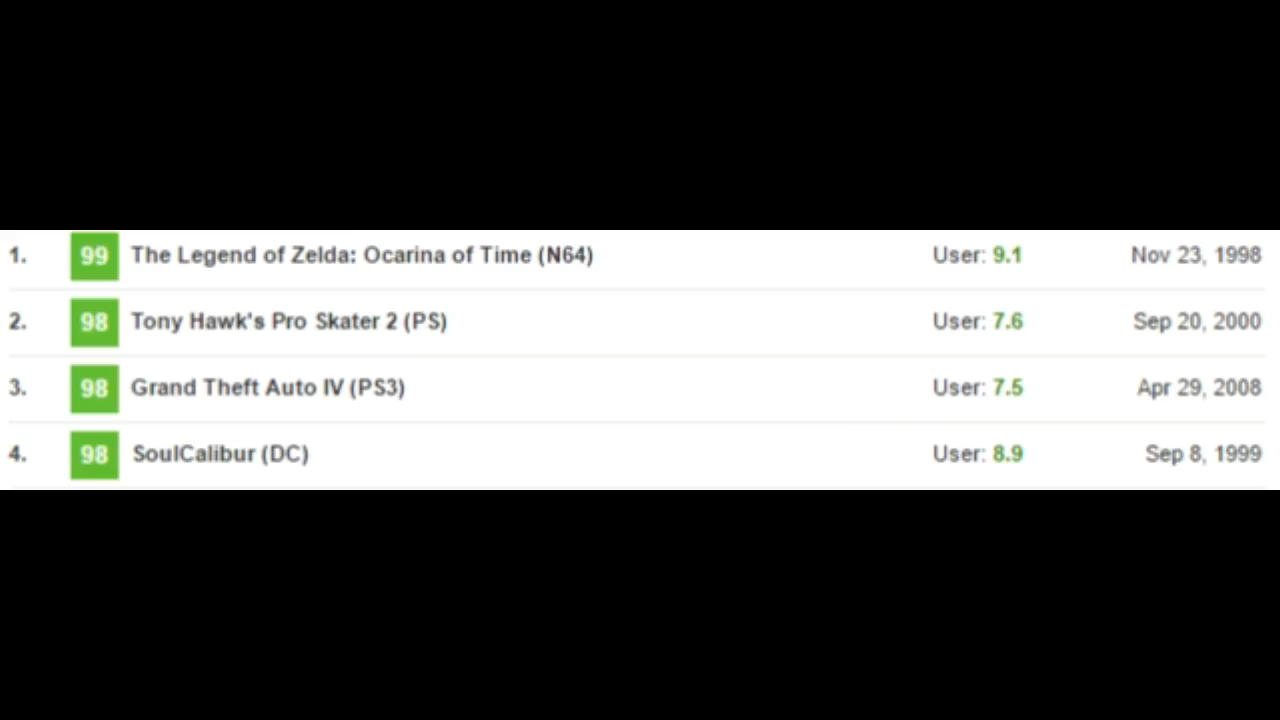 1. 99 The Legend of Zelda: Ocarina of Time (N64) User: 9.1 Nov 23, 1998
2. 98 Tony Hawk's Pro Skater 2 (PS) User: 7.6 Sep 20, 2000
3. 98 Grand Theft Auto IV (PS3) User: 7.5 Apr 29, 2008
4. 98 SoulCalibur (DC) User: 8.9 Sep 8, 1999